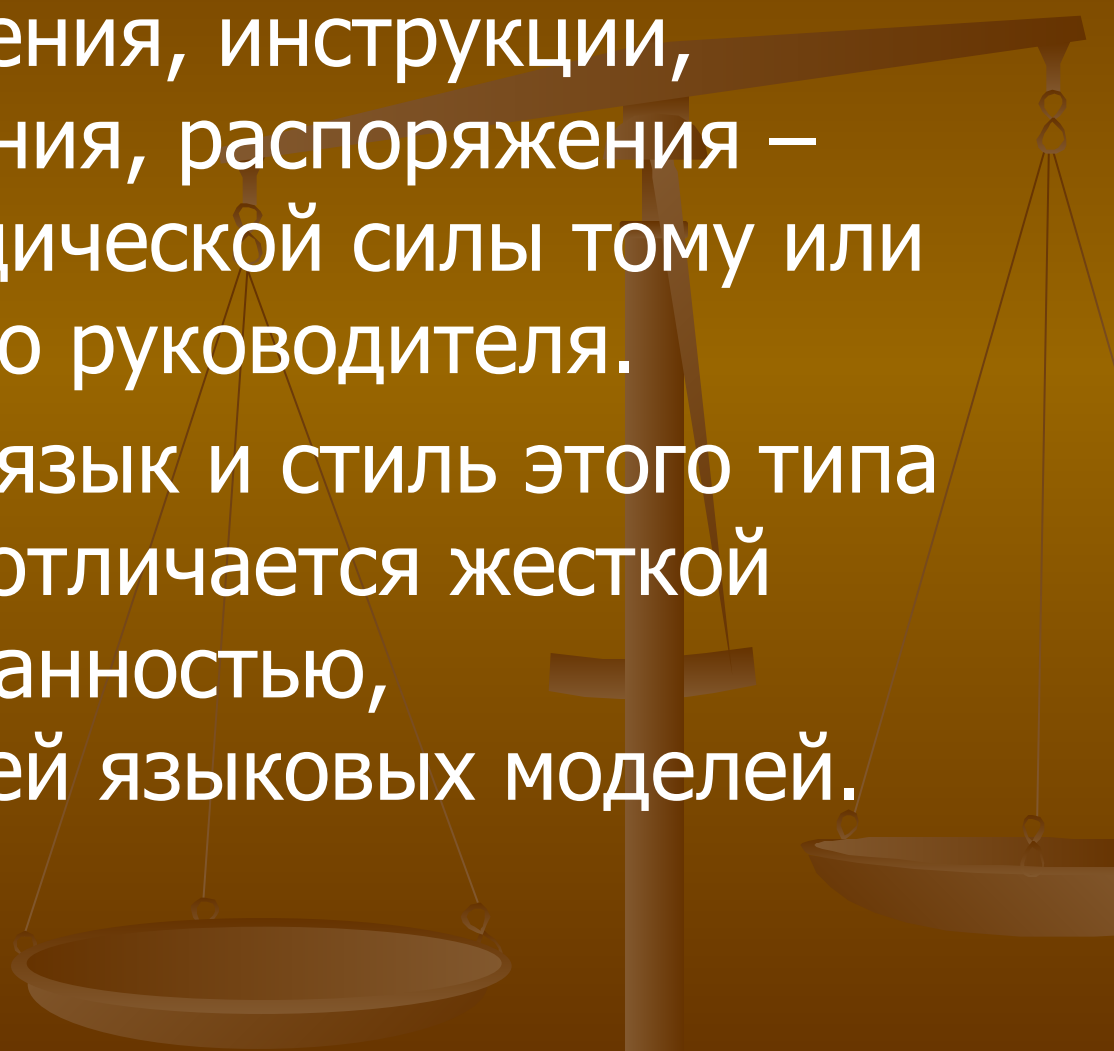 ения, инструкции,
ния, распоряжения –
дической силы тому или
о руководителя.
язык и стиль этого типа
отличается жесткой
анностью,
ей языковых моделей.